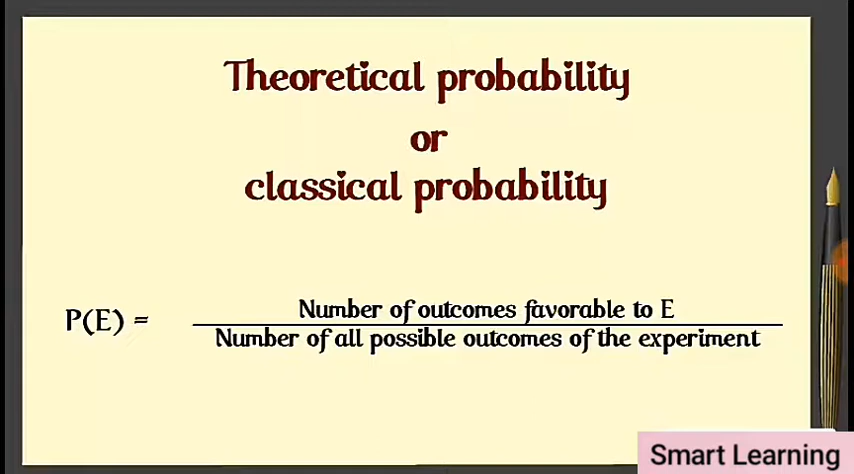 Theoretical probability
or
classical probability
P(E) =
Number of outcomes favorable to E
Number of all possible outcomes of the experiment
Smart Learning